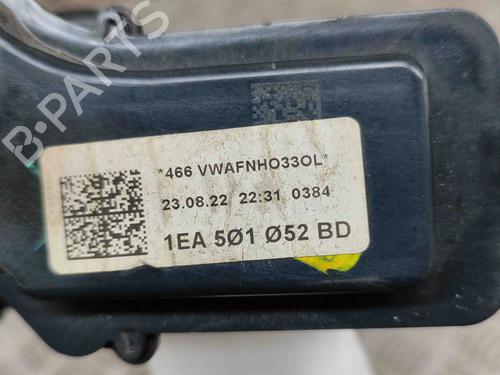 B-PARTS
*466 VWAFNHO33OL*
23.08.22 22:31 0384
1EA 5Ø1 Ø52 BD